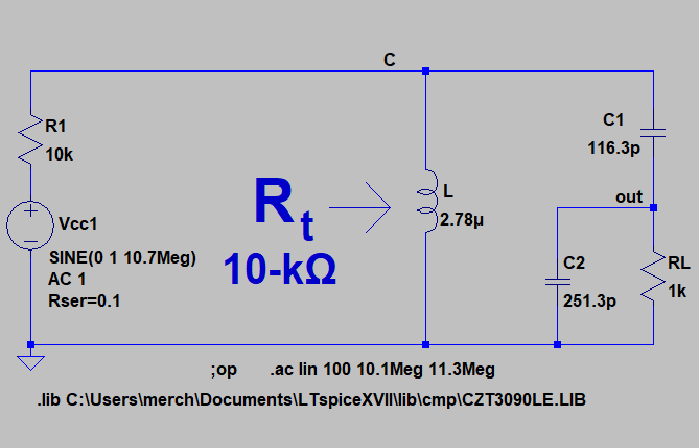 C
R1
10k
Vcc1
SINE(0 1 10.7Meg)
AC 1
Rser=0.1
Rt
10-kΩ
L
2.78µ
C1
116.3p
out
C2
251.3p
RL
1k
;op .ac lin 100 10.1Meg 11.3Meg
.lib C:\Users\merch\Documents\LTspiceXVII\lib\cmp\CZT3090LE.LIB